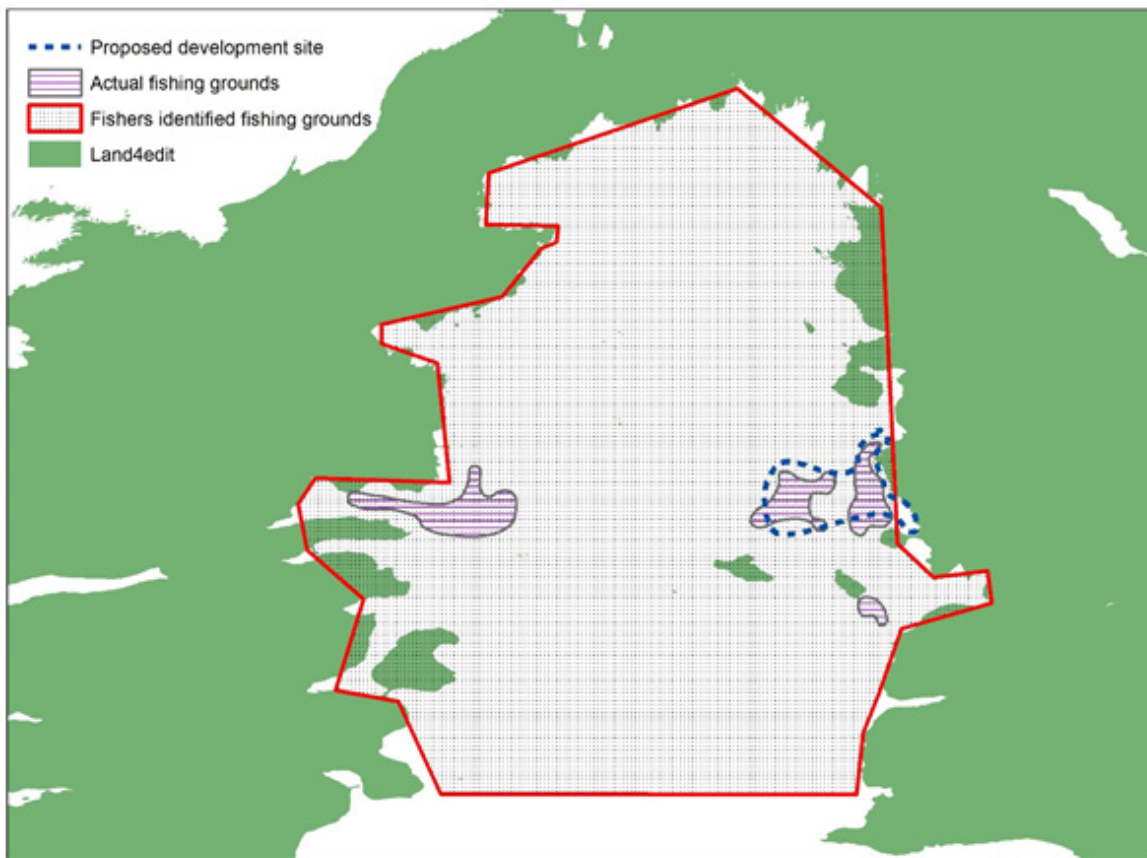 Proposed development site
Actual fishing grounds
Fishers identified fishing grounds
Land4edit